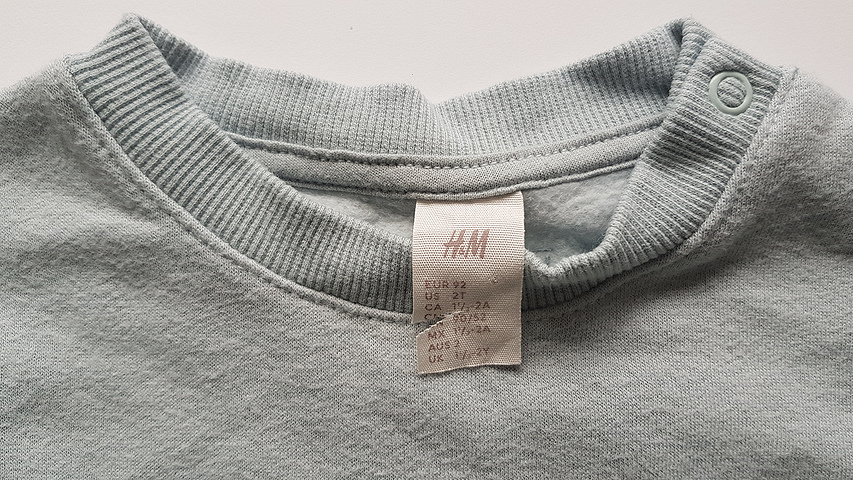 H&M
EUR 92
US 2T
CA 1½-2A
90/52
MX 1½-2A
AUS 2
UK 1½-2Y